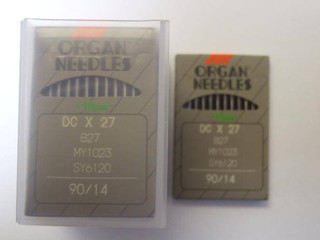 ORGAN
NEEDLES
DC X 27
B27
MY1023
SY6120
90/14
ORGAN
NEEDLES
DC X 27
B27
MY1023
SY6120
90/14